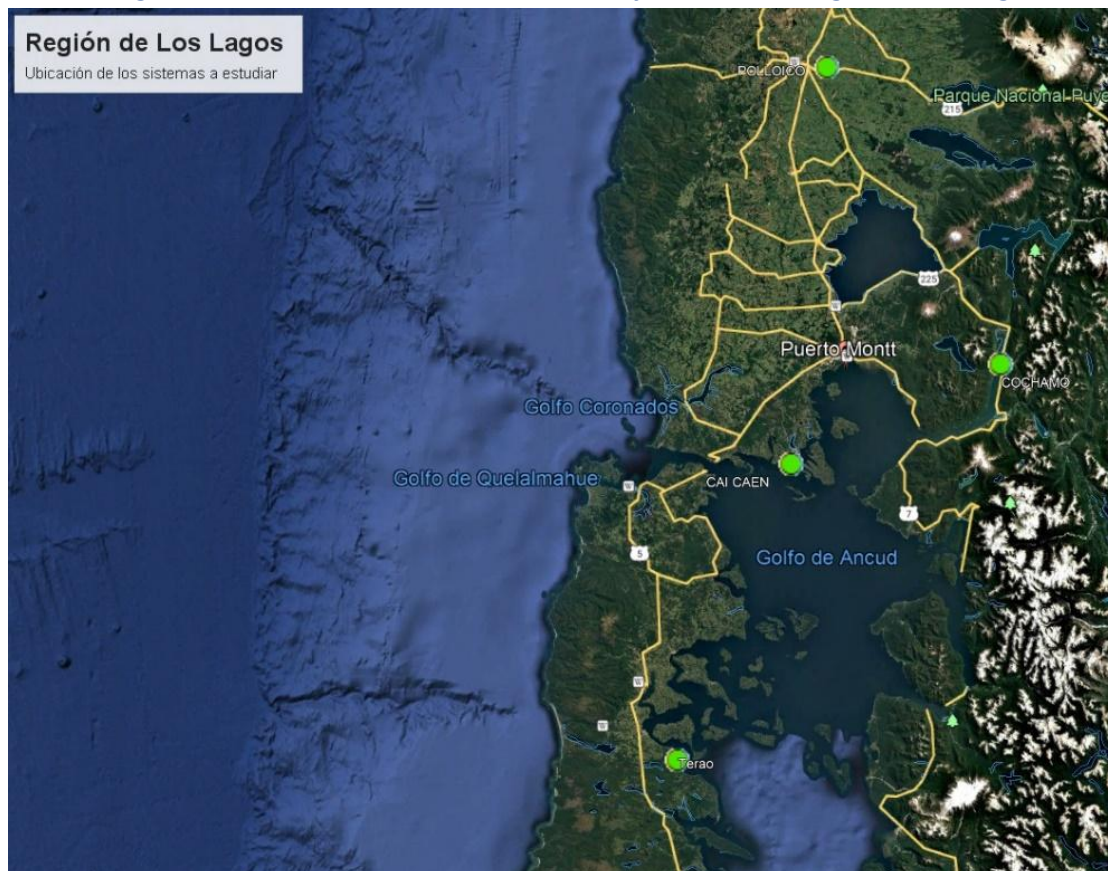 Región de Los Lagos
Ubicación de los sistemas a estudiar
POLLOICO
Parque Nacional Puye
215
225
Puerto Montt
COCHAMO
Golfo Coronados
Golfo de Quelalmahue
CAI CAEN
7
5
Golfo de Ancud
Terao